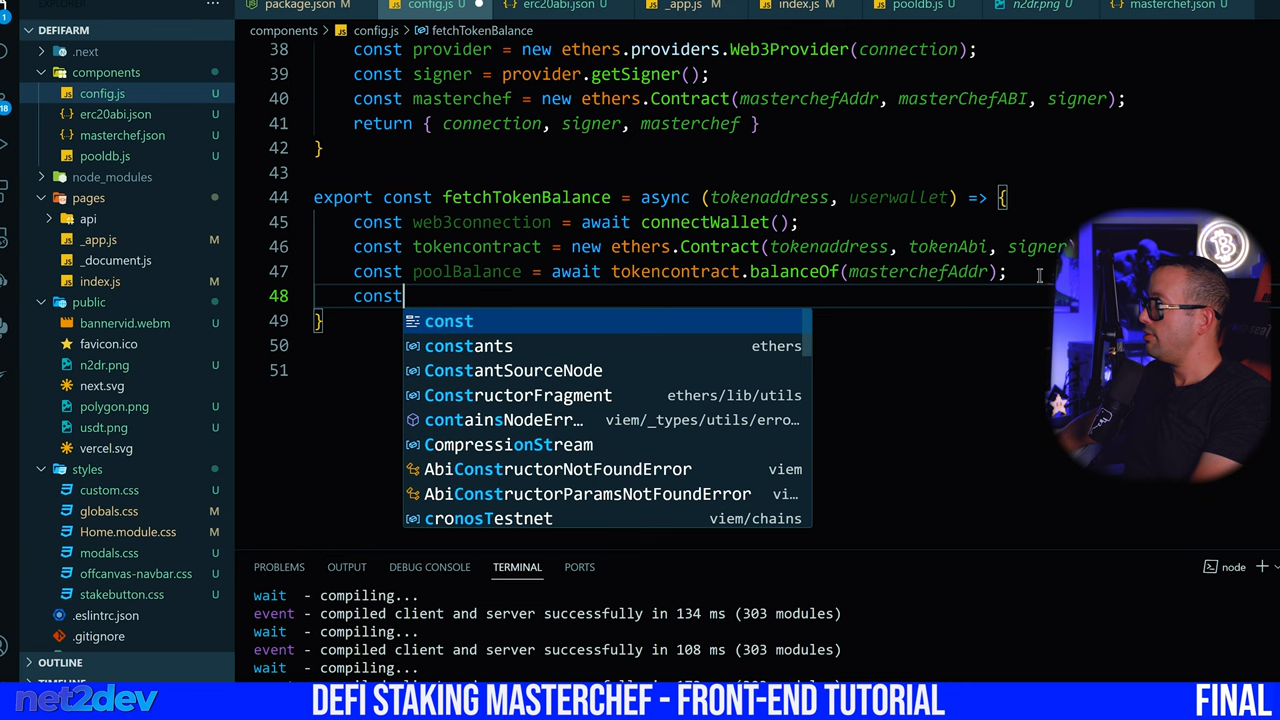 EXPLORER
...
package.json
M
config.js
erc20abi.json
U
_app.js
M
index.js
M
pooldb.js
U
n2dr.png
U
masterchef.json
U
DEFIFARM
.next
components
config.js U
erc20abi.json U
masterchef.json U
pooldb.js U
node_modules
pages
api
_app.js M
_document.js
index.js M
public
bannervid.webm U
favicon.ico
n2dr.png U
next.svg
polygon.png U
usdt.png U
vercel.svg
styles
custom.css U
globals.css M
Home.module.css M
modals.css U
offcanvas-navbar.css U
stakebutton.css U
.eslintrc.json
.gitignore
OUTLINE
18
components > config.js > fetchTokenBalance
38 const provider = new ethers.providers.Web3Provider(connection);
39 const signer = provider.getSigner();
40 const masterchef = new ethers.Contract(masterchefAddr, masterChefABI, signer);
41 return { connection, signer, masterchef }
42 }
43
44 export const fetchTokenBalance = async (tokenaddress, userwallet) => {
45 const web3connection = await connectWallet();
46 const tokencontract = new ethers.Contract(tokenaddress, tokenAbi, signer)
47 const poolBalance = await tokencontract.balanceOf(masterchefAddr);
48 const
49 }
50
51
const
constants ethers
ConstantSourceNode
ConstructorFragment ethers/lib/utils
containsNodeErr… viem/_types/utils/erro...
CompressionStream
AbiConstructorNotFoundError viem
AbiConstructorParamsNotFoundError vi...
cronosTestnet viem/chains
PROBLEMS OUTPUT DEBUG CONSOLE TERMINAL PORTS
node
wait - compiling...
event - compiled client and server successfully in 134 ms (303 modules)
wait - compiling...
event - compiled client and server successfully in 108 ms (303 modules)
wait - compiling...
net2dev
DEFI STAKING MASTERCHEF - FRONT-END TUTORIAL
FINAL